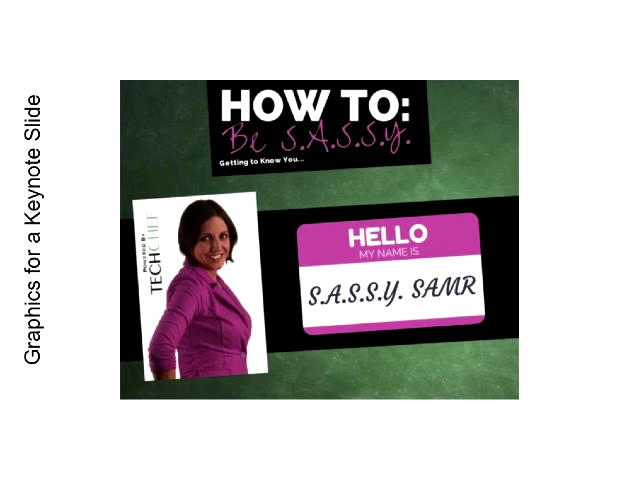 Graphics for a Keynote Slide
HOW TO:
Be S.A.S.S.Y.
Getting to Know You...
POWERED BY
TECHCHEF
HELLO
MY NAME IS
S.A.S.S.Y. SAMR